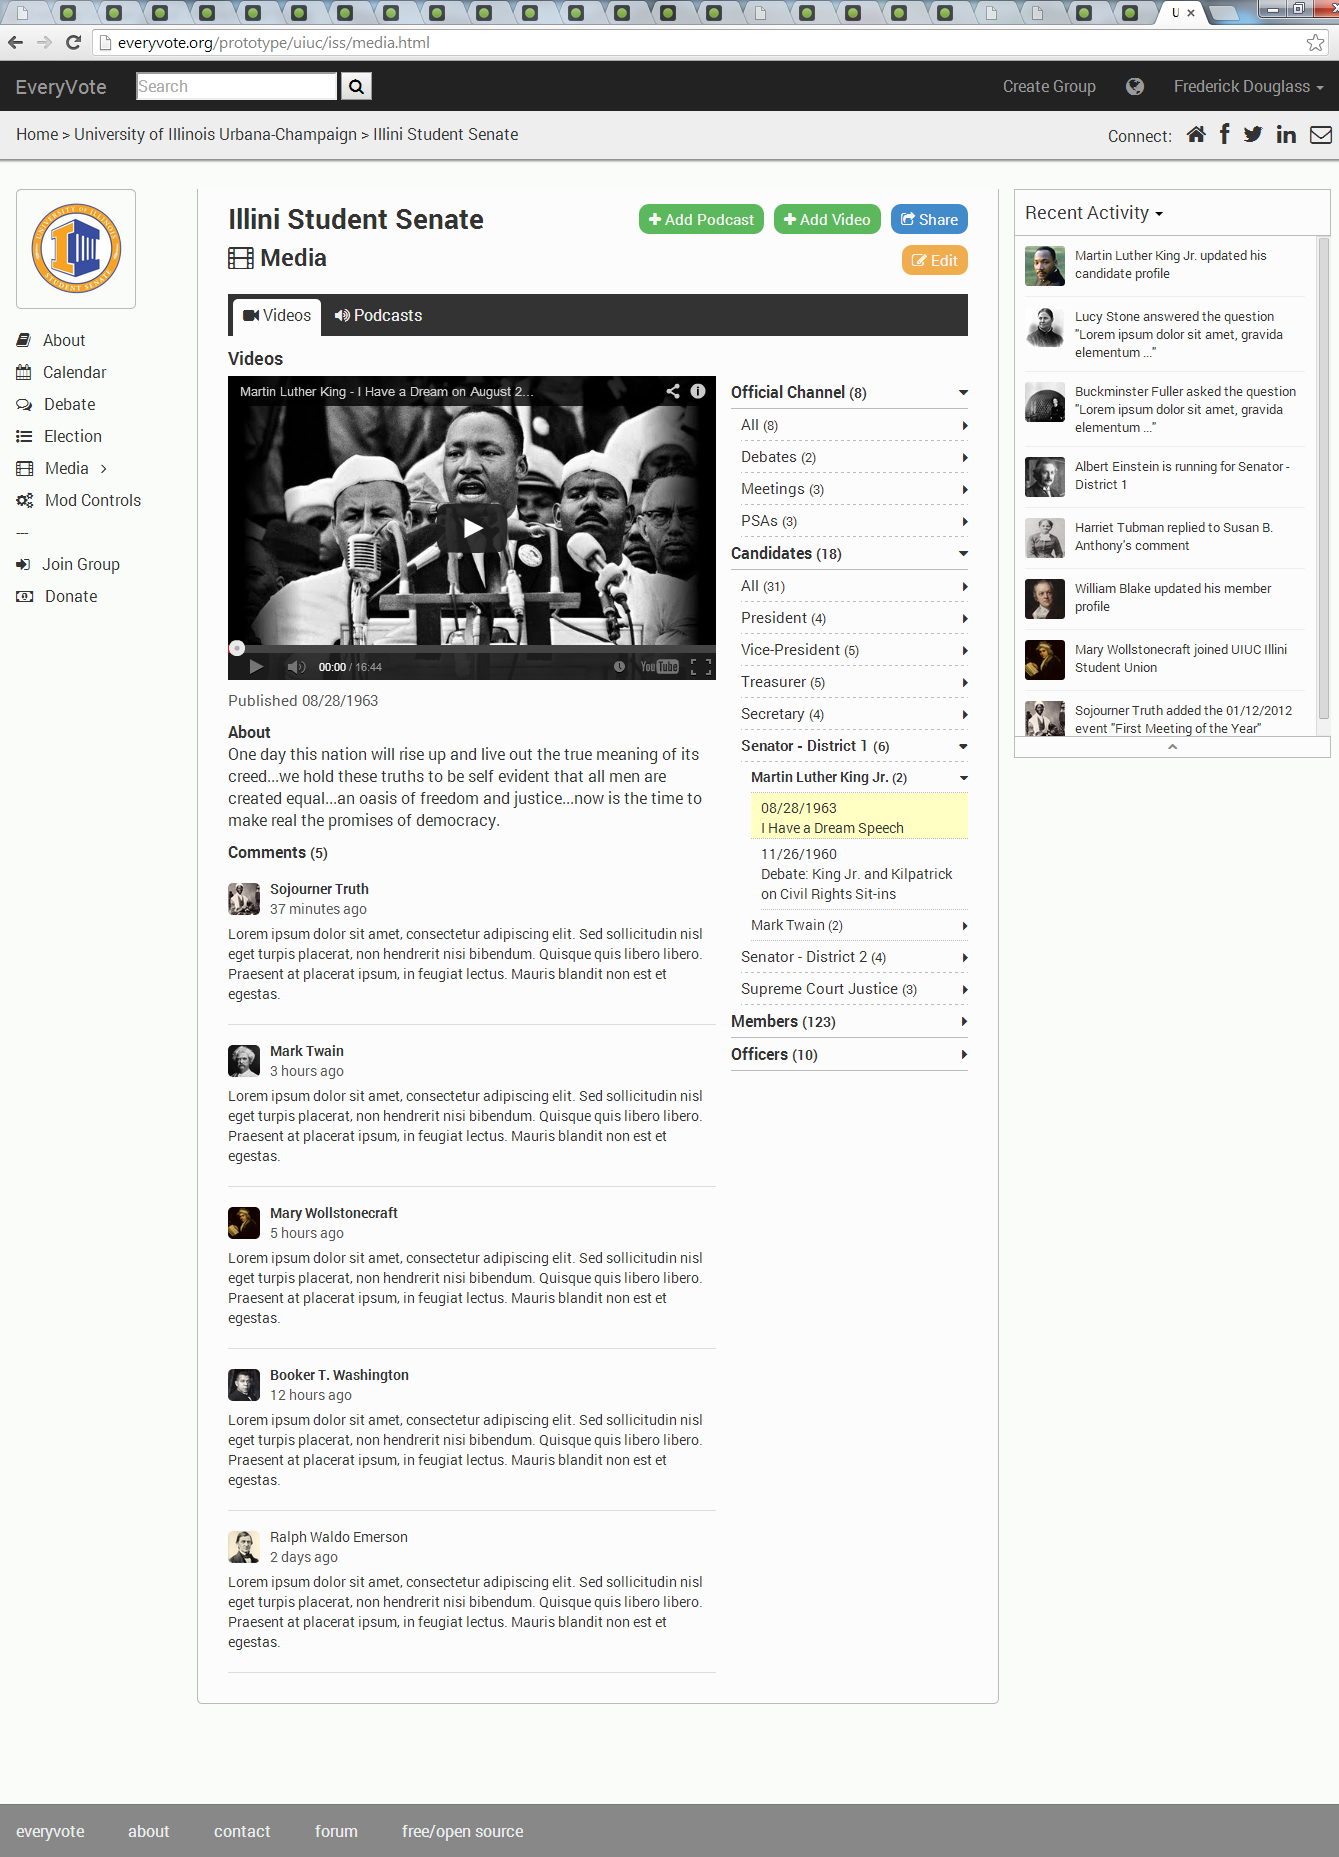 U
everyvote.org/prototype/uiuc/iss/media.html
EveryVote
Search
Create Group
Frederick Douglass
Home > University of Illinois Urbana-Champaign > Illini Student Senate
Connect:
UNIVERSITY OF ILLINOIS
STUDENT SENATE
About
Calendar
Debate
Election
Media
Mod Controls
---
Join Group
Donate
Illini Student Senate
Add Podcast
Add Video
Share
Media
Edit
Videos
Podcasts
Videos
Martin Luther King - I Have a Dream on August 2...
00:00 / 16:44
YouTube
Published 08/28/1963
About
One day this nation will rise up and live out the true meaning of its
creed...we hold these truths to be self evident that all men are
created equal...an oasis of freedom and justice...now is the time to
make real the promises of democracy.
Comments (5)
Sojourner Truth
37 minutes ago
Lorem ipsum dolor sit amet, consectetur adipiscing elit. Sed sollicitudin nisl
eget turpis placerat, non hendrerit nisi bibendum. Quisque quis libero libero.
Praesent at placerat ipsum, in feugiat lectus. Mauris blandit non est et
egestas.
Mark Twain
3 hours ago
Lorem ipsum dolor sit amet, consectetur adipiscing elit. Sed sollicitudin nisl
eget turpis placerat, non hendrerit nisi bibendum. Quisque quis libero libero.
Praesent at placerat ipsum, in feugiat lectus. Mauris blandit non est et
egestas.
Mary Wollstonecraft
5 hours ago
Lorem ipsum dolor sit amet, consectetur adipiscing elit. Sed sollicitudin nisl
eget turpis placerat, non hendrerit nisi bibendum. Quisque quis libero libero.
Praesent at placerat ipsum, in feugiat lectus. Mauris blandit non est et
egestas.
Booker T. Washington
12 hours ago
Lorem ipsum dolor sit amet, consectetur adipiscing elit. Sed sollicitudin nisl
eget turpis placerat, non hendrerit nisi bibendum. Quisque quis libero libero.
Praesent at placerat ipsum, in feugiat lectus. Mauris blandit non est et
egestas.
Ralph Waldo Emerson
2 days ago
Lorem ipsum dolor sit amet, consectetur adipiscing elit. Sed sollicitudin nisl
eget turpis placerat, non hendrerit nisi bibendum. Quisque quis libero libero.
Praesent at placerat ipsum, in feugiat lectus. Mauris blandit non est et
egestas.
Official Channel (8)
All (8)
Debates (2)
Meetings (3)
PSAs (3)
Candidates (18)
All (31)
President (4)
Vice-President (5)
Treasurer (5)
Secretary (4)
Senator - District 1 (6)
Martin Luther King Jr. (2)
08/28/1963
I Have a Dream Speech
11/26/1960
Debate: King Jr. and Kilpatrick
on Civil Rights Sit-ins
Mark Twain (2)
Senator - District 2 (4)
Supreme Court Justice (3)
Members (123)
Officers (10)
Recent Activity
Martin Luther King Jr. updated his
candidate profile
Lucy Stone answered the question
"Lorem ipsum dolor sit amet, gravida
elementum ..."
Buckminster Fuller asked the question
"Lorem ipsum dolor sit amet, gravida
elementum ..."
Albert Einstein is running for Senator -
District 1
Harriet Tubman replied to Susan B.
Anthony's comment
William Blake updated his member
profile
Mary Wollstonecraft joined UIUC Illini
Student Union
Sojourner Truth added the 01/12/2012
event "First Meeting of the Year"
everyvote
about
contact
forum
free/open source